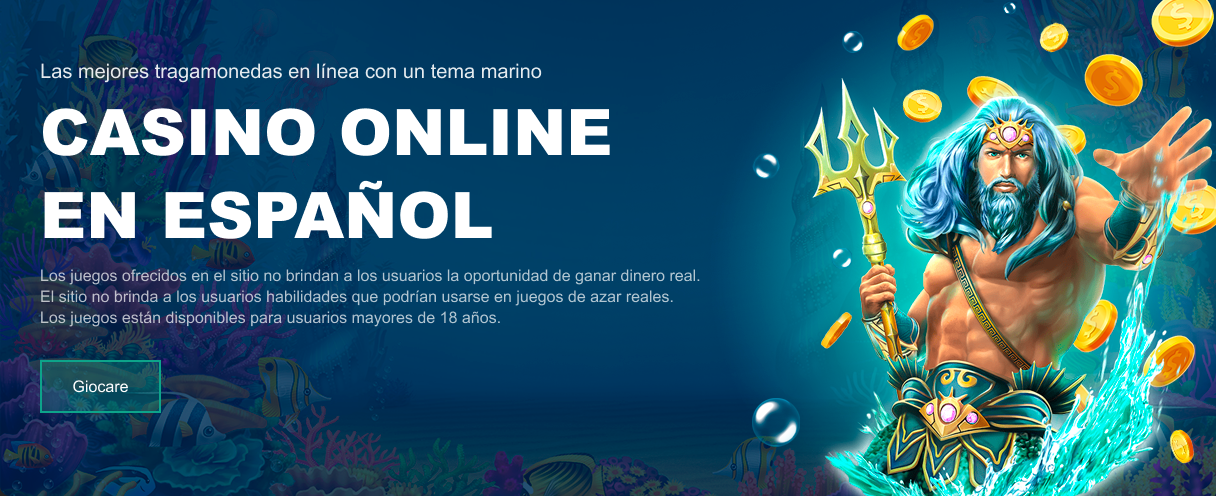 Las mejores tragamonedas en línea con un tema marino
CASINO ONLINE
EN ESPAÑOL
Los juegos ofrecidos en el sitio no brindan a los usuarios la oportunidad de ganar dinero real.
El sitio no brinda a los usuarios habilidades que podrían usarse en juegos de azar reales.
Los juegos están disponibles para usuarios mayores de 18 años.
Giocare